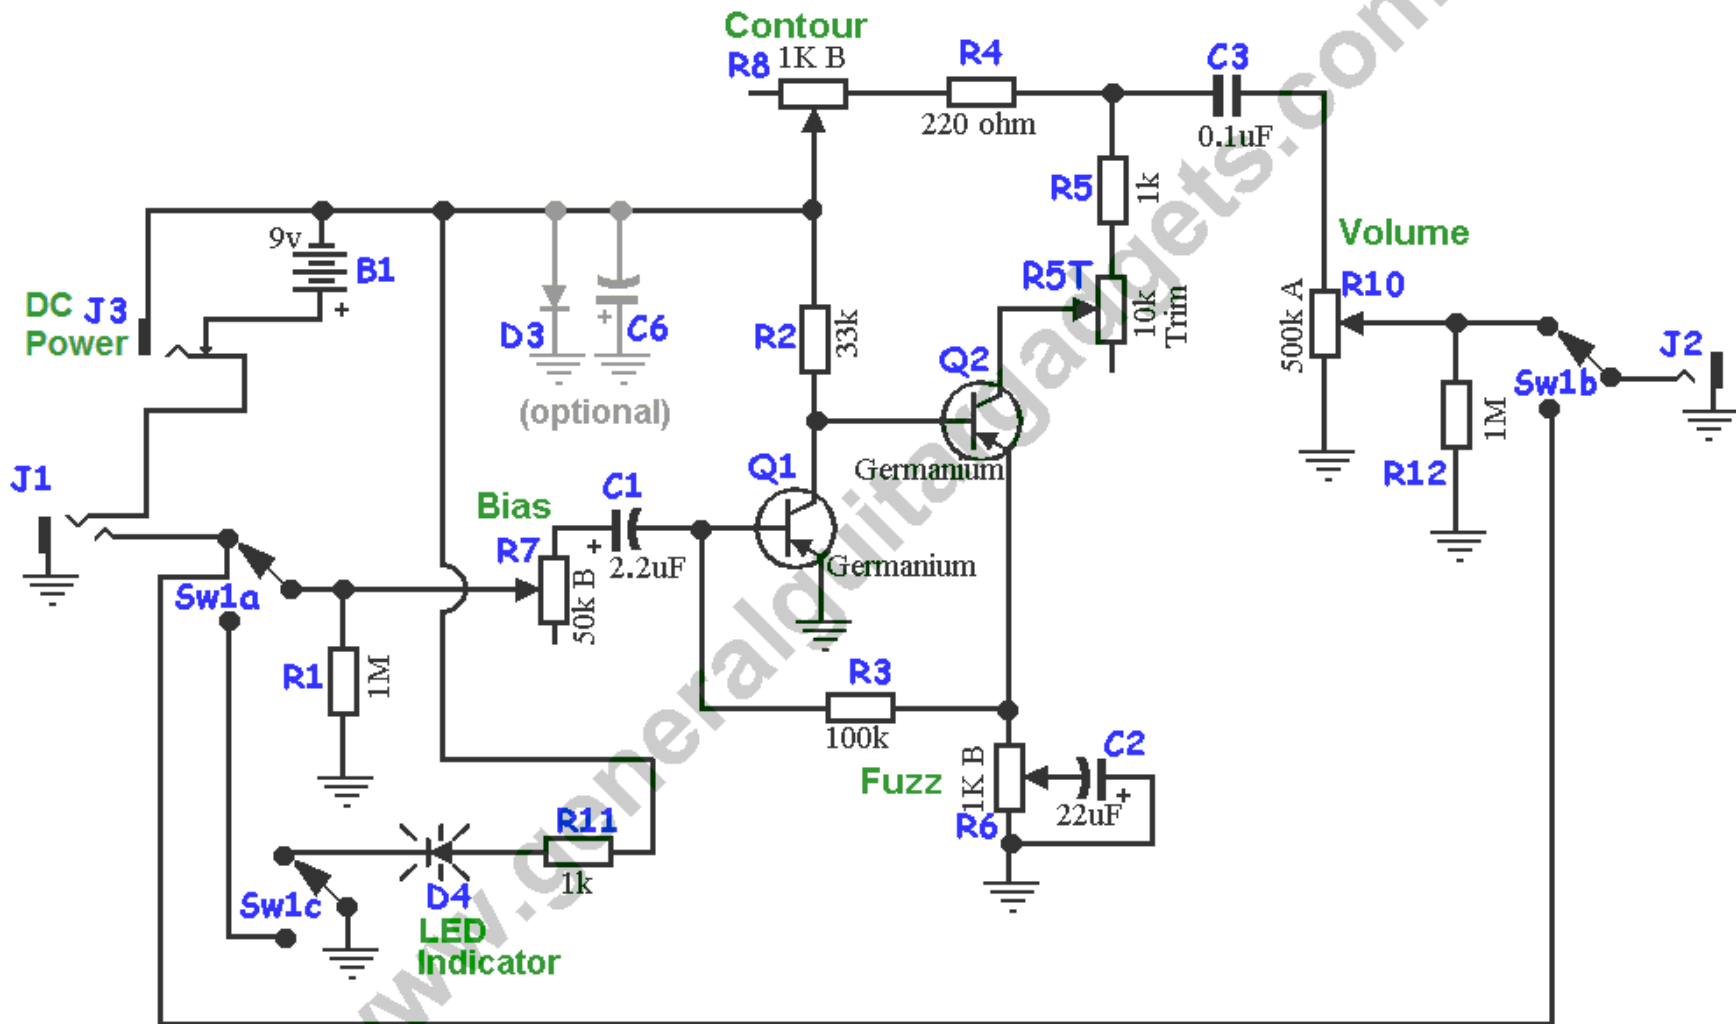 Contour
R8
1K B
R4
220 ohm
C3
0.1uF
R5
1k
Volume
9v
B1
+
R5T
10k
Trim
R10
500k A
DC
Power
J3
D3
+
C6
(optional)
R2
33k
Q2
Germanium
Sw1b
J2
R12
1M
J1
Bias
C1
+
2.2uF
Q1
Germanium
R7
50k B
Sw1a
R1
1M
R3
100k
Fuzz
1K B
R6
C2
22uF
+
R11
1k
D4
LED
Indicator
Sw1c
www.generalguitargadgets.com